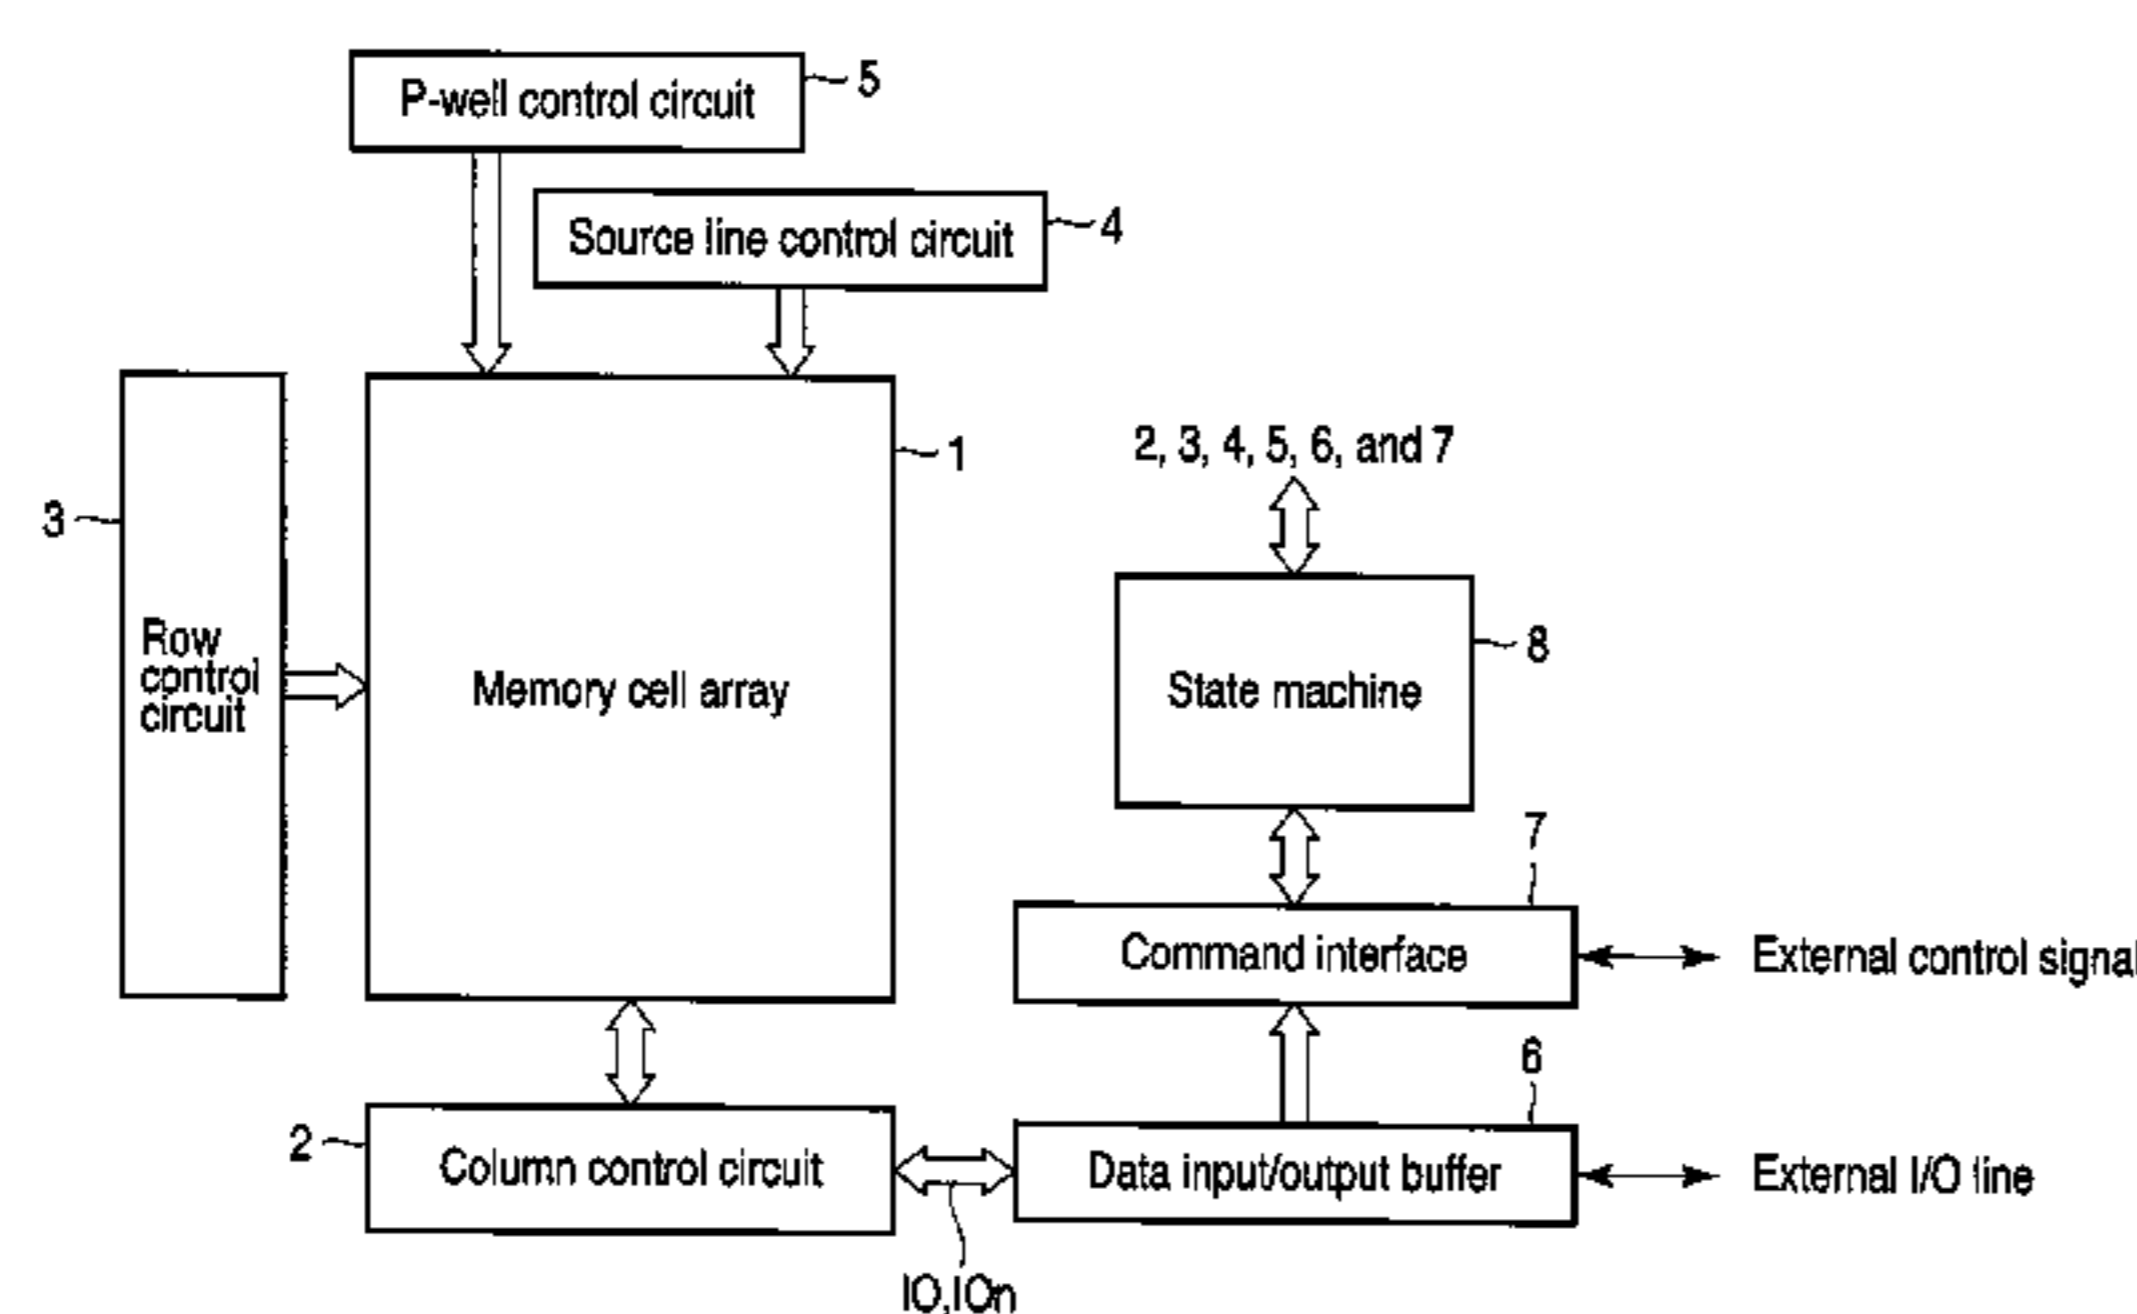 P-well control circuit
5
Source line control circuit
4
1
2, 3, 4, 5, 6, and 7
3
8
Row
control
circuit
Memory cell array
State machine
7
Command interface
External control signal
6
2
Column control circuit
Data input/output buffer
External I/O line
IO,IOn